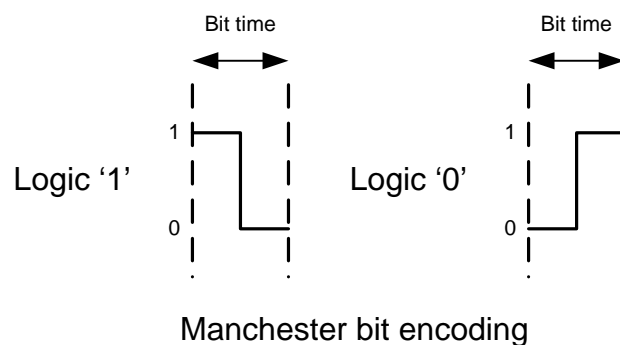 Bit time
Bit time
1
1
Logic ‘1’
Logic ‘0’
0
0
Manchester bit encoding